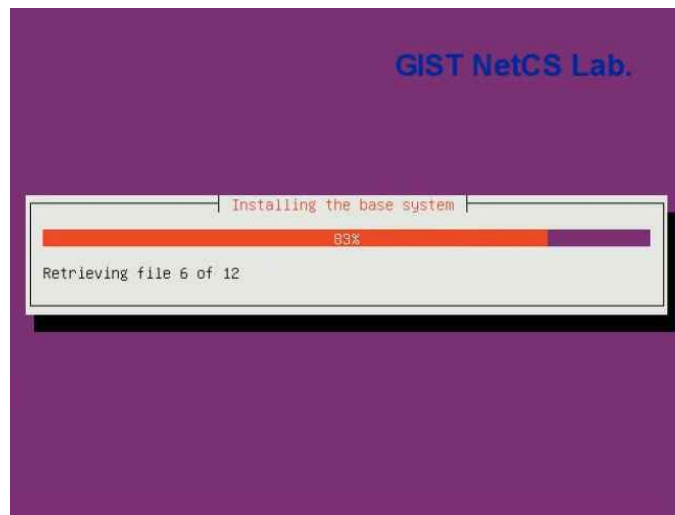 GIST NetCS Lab.
Installing the base system
83%
Retrieving file 6 of 12